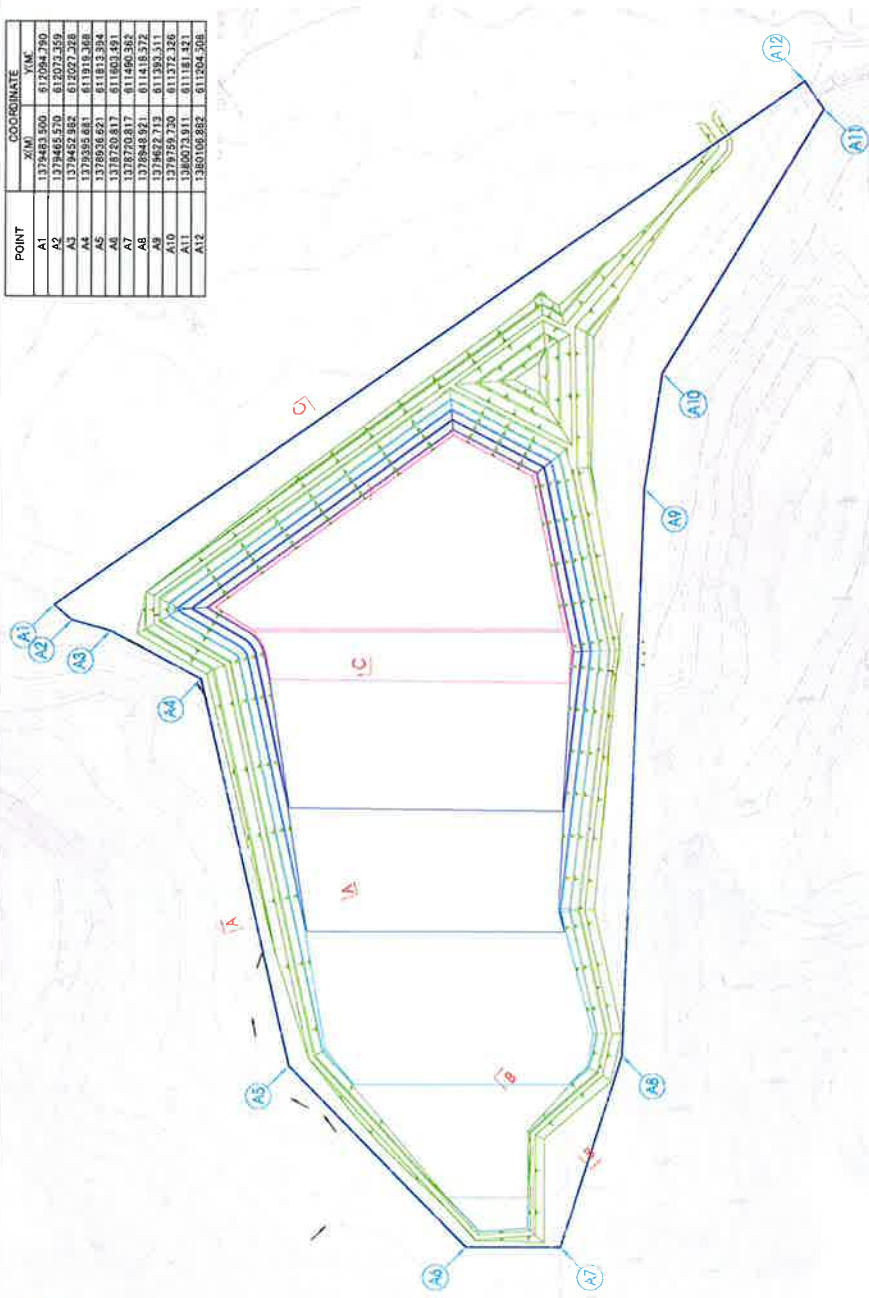 POINT COORDINATE
X(M) Y(M)
A1 1379483.500 612094.790
A2 1379465.570 612073.359
A3 1379452.982 612027.328
A4 1379395.681 611919.368
A5 1378936.621 611813.394
A6 1378720.817 611603.491
A7 1378720.817 611490.362
A8 1378948.921 611418.572
A9 1379622.713 611393.511
A10 1379759.730 611372.326
A11 1380073.911 611181.421
A12 1380106.882 611204.508
A1
A2
A3
A4
A5
A6
A7
A8
A9
A10
A11
A12
A
A
B
B
C
C